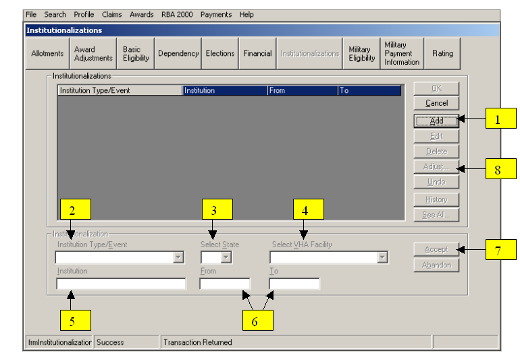 File Search Profile Claims Awards RBA 2000 Payments Help
Institutionalizations
Allotments Award Adjustments Basic Eligibility Dependency Elections Financial Institutionalizations Military Eligibility Military Payment Information Rating
Institutionalizations
Institution Type/Event Institution From To
OK
Cancel
Add 1
Edit
Delete
Adjust... 8
Undo
History
See All...
2 3 4
Institutionalization
Institution Type/Event Select State Select VHA Facility
Accept 7
Institution From To
Abandon
5 6
frmInstitutionalization Success Transaction Returned